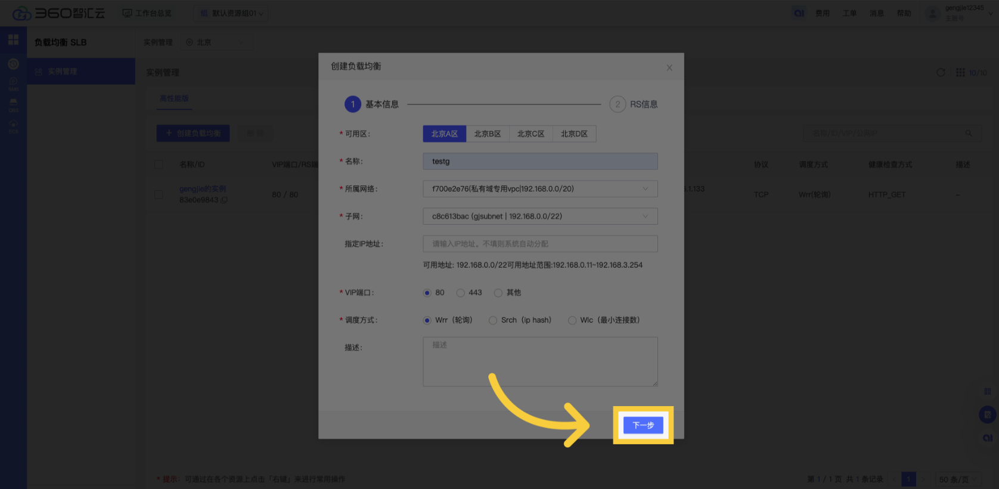 360智汇云
工作台总览
组 默认资源组01
ai
费用
工单
消息
帮助
gengjie12345
主账号
负载均衡 SLB
实例管理
北京
实例管理
实例管理
10/10
高性能版
+ 创建负载均衡
名称/ID/VIP/公网IP
名称/ID
VIP端口/RS端
协议
调度方式
健康检查方式
描述
gengjie的实例
83e0e9843
80 / 80
.1.133
TCP
Wrr(轮询)
HTTP_GET
-
创建负载均衡
1 基本信息
2 RS信息
* 可用区:
北京A区
北京B区
北京C区
北京D区
* 名称:
testg
* 所属网络:
f700e2e76(私有域专用vpc|192.168.0.0/20)
* 子网:
c8c613bac (gjsubnet | 192.168.0.0/22)
指定IP地址:
请输入IP地址。不填则系统自动分配
可用地址: 192.168.0.0/22可用地址范围:192.168.0.11~192.168.3.254
* VIP端口:
80
443
其他
* 调度方式:
Wrr（轮询）
Srch（ip hash）
Wlc（最小连接数）
描述:
描述
下一步
ECS
ai
* 提示: 可通过在各个资源上点击「右键」来进行常用操作
第 1 / 1 页 共 1 条记录
1
50 条/页